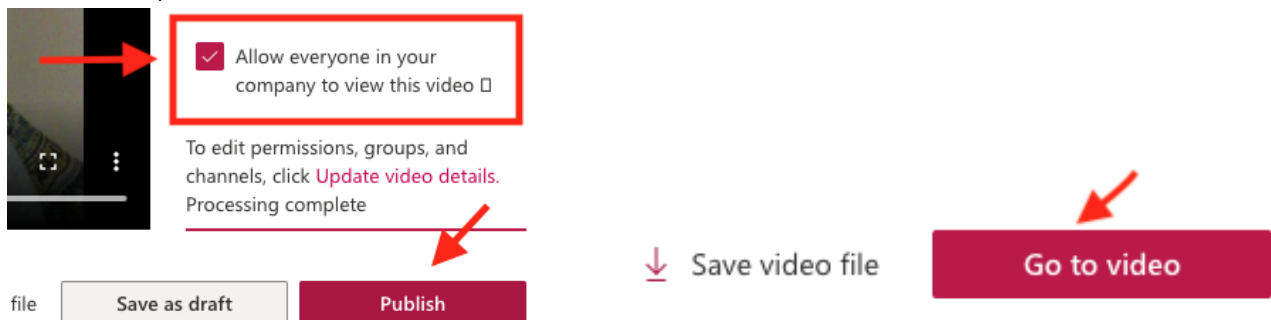 Allow everyone in your
company to view this video
To edit permissions, groups, and
channels, click Update video details.
Processing complete
file
Save as draft
Publish
Save video file
Go to video